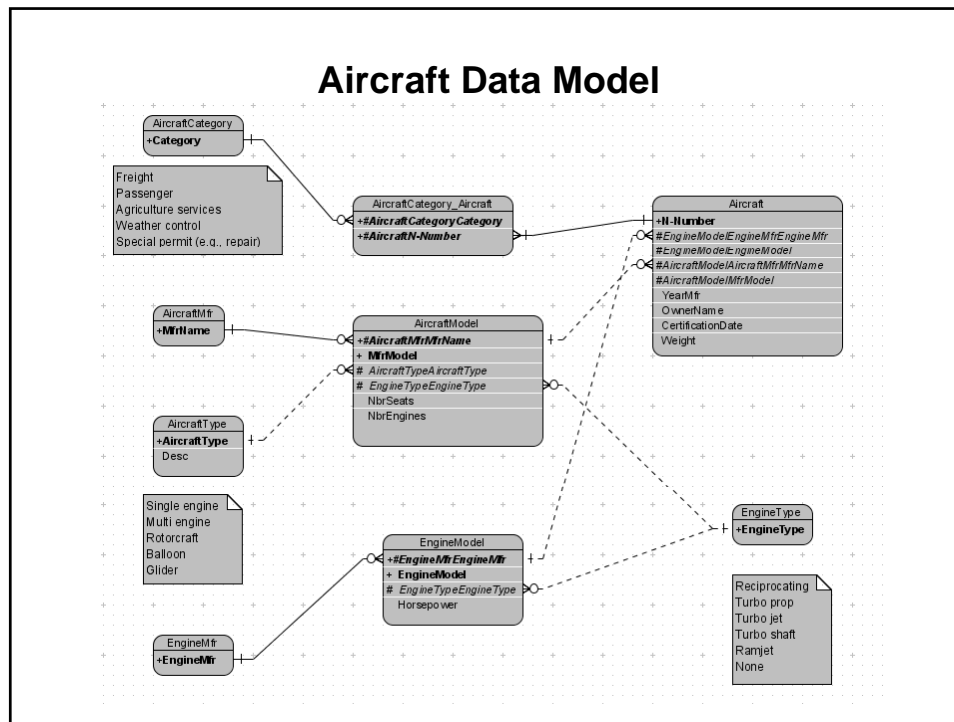 Aircraft Data Model
AircraftCategory
+Category
Freight
Passenger
Agriculture services
Weather control
Special permit (e.g., repair)
AircraftCategory_Aircraft
+#AircraftCategoryCategory
+#AircraftN-Number
Aircraft
+N-Number
#EngineModelEngineMfrEngineMfr
#EngineModelEngineModel
#AircraftModelAircraftMfrMfrName
#AircraftModelMfrModel
YearMfr
OwnerName
CertificationDate
Weight
AircraftMfr
+MfrName
AircraftModel
+#AircraftMfrMfrName
+ MfrModel
# AircraftTypeAircraftType
# EngineTypeEngineType
NbrSeats
NbrEngines
AircraftType
+AircraftType
Desc
Single engine
Multi engine
Rotorcraft
Balloon
Glider
EngineModel
+#EngineMfrEngineMfr
+ EngineModel
# EngineTypeEngineType
Horsepower
EngineType
+EngineType
Reciprocating
Turbo prop
Turbo jet
Turbo shaft
Ramjet
None
EngineMfr
+EngineMfr